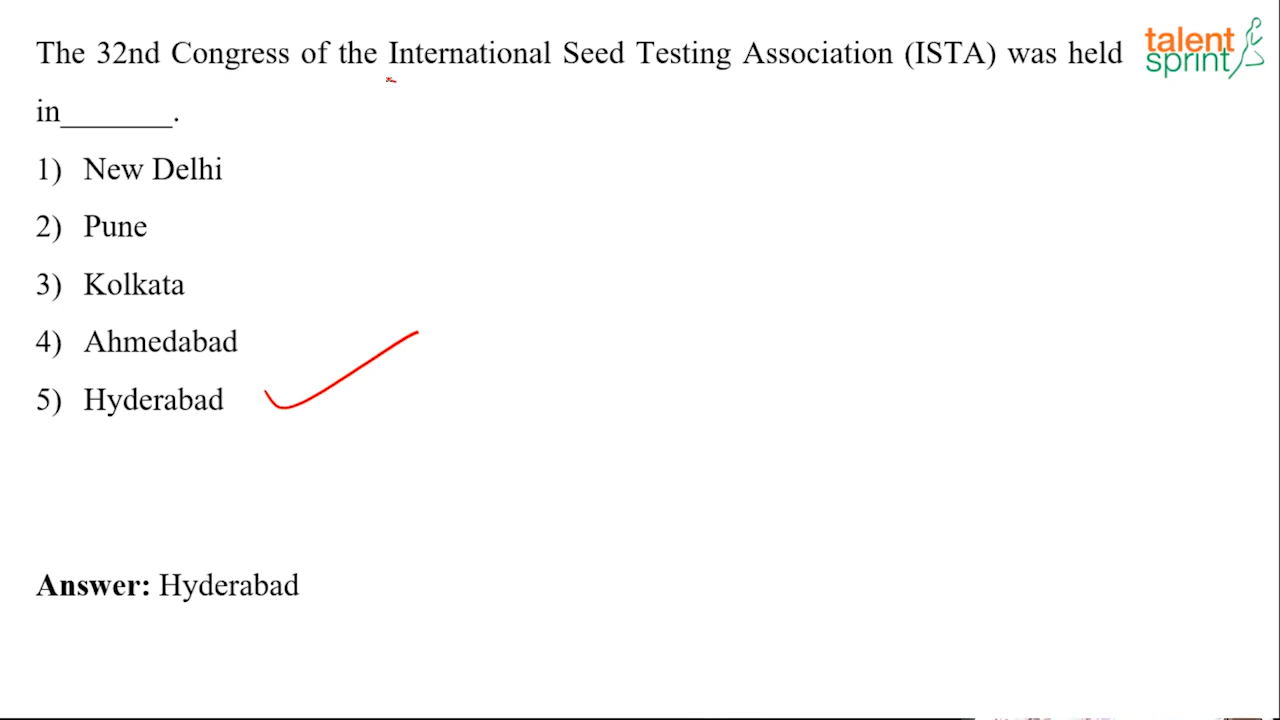 The 32nd Congress of the International Seed Testing Association (ISTA) was held
talent
sprint
in_______.
1) New Delhi
2) Pune
3) Kolkata
4) Ahmedabad
5) Hyderabad
Answer: Hyderabad